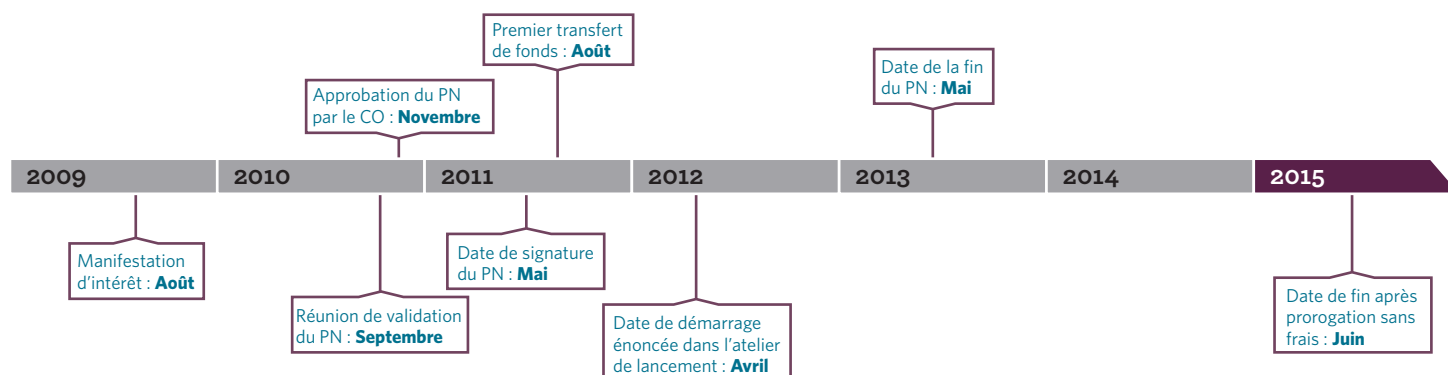 Premier transfert
de fonds : Août
Date de la fin
du PN : Mai
Approbation du PN
par le CO : Novembre
2009
2010
2011
2012
2013
2014
2015
Manifestation
d'intérêt : Août
Date de signature
du PN : Mai
Réunion de validation
du PN : Septembre
Date de démarrage
énoncée dans l'atelier
de lancement : Avril
Date de fin après
prorogation sans
frais : Juin